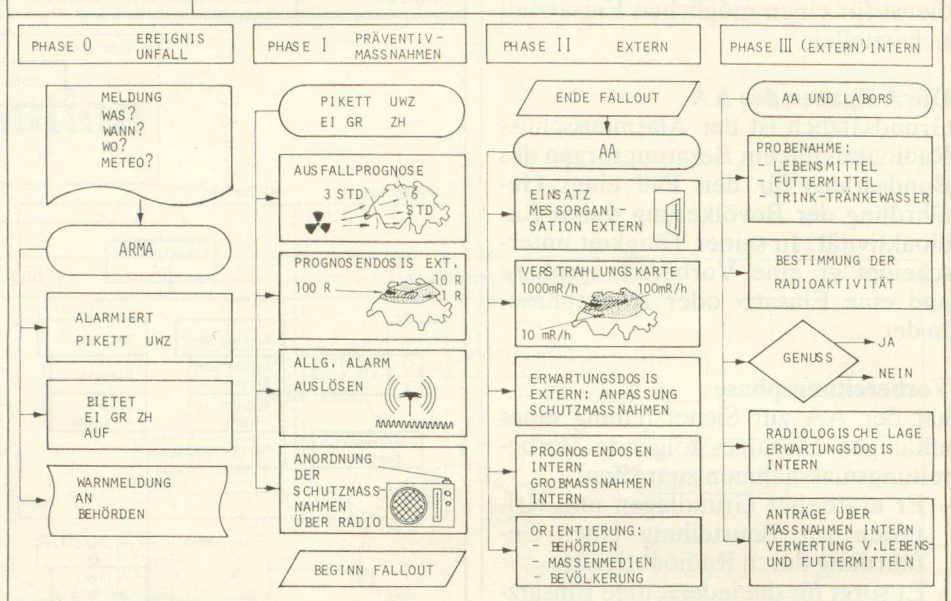 PHASE 0 EREIGNIS
UNFALL
MELDUNG
WAS?
WANN?
WO?
METEO?
ARMA
ALARMIERT
PIKETT UWZ
BIETET
EI GR ZH
AUF
WARNMELDUNG
AN
BEHÖRDEN
PHASE I PRÄVENTIV-
MASSNAHMEN
PIKETT UWZ
EI GR ZH
AUSFALLPROGNOSE
3 STD 6
STD
PROGNOSENDOSIS EXT.
100 R 10 R
1 R
ALLG. ALARM
AUSLÖSEN
ANORDNUNG
DER
SCHUTZMASS-
NAHMEN
ÜBER RADIO
BEGINN FALLOUT
PHASE II EXTERN
ENDE FALLOUT
AA
EINSATZ
MESSORGANI-
SATION EXTERN
VERSTRAHLUNGSKARTE
1000mR/h 100mR/h
10 mR/h
ERWARTUNGSDOSIS
EXTERN: ANPASSUNG
SCHUTZMASSNAHMEN
PROGNOSENDOSEN
INTERN
GROBMASSNAHMEN
INTERN
ORIENTIERUNG:
- BEHÖRDEN
- MASSENMEDIEN
- BEVÖLKERUNG
PHASE III (EXTERN) INTERN
AA UND LABORS
PROBENAHME:
- LEBENSMITTEL
- FUTTERMITTEL
- TRINK-TRÄNKEWASSER
BESTIMMUNG DER
RADIOAKTIVITÄT
GENUSS
JA
NEIN
RADIOLOGISCHE LAGE
ERWARTUNGSDOSIS
INTERN
ANTRÄGE ÜBER
MASSNAHMEN INTERN
VERWERTUNG V.LEBENS-
UND FUTTERMITTELN